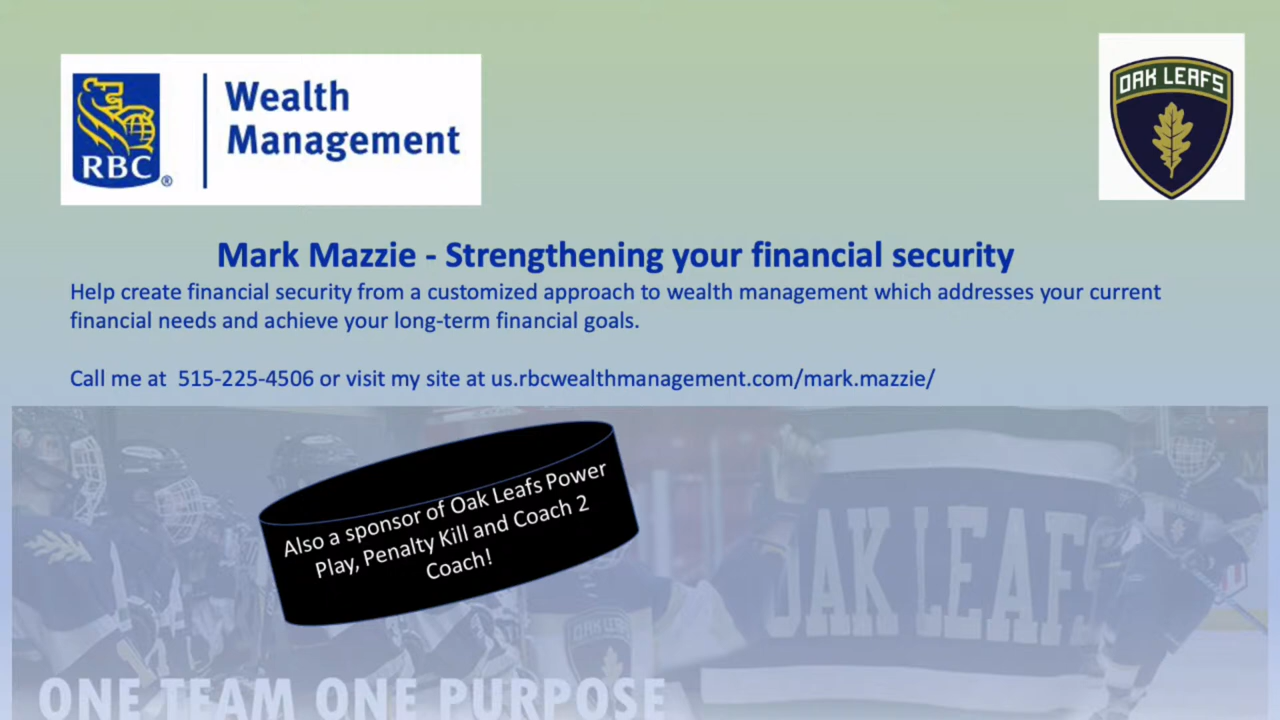 RBC
®
Wealth
Management
OAK LEAFS
Mark Mazzie - Strengthening your financial security
Help create financial security from a customized approach to wealth management which addresses your current
financial needs and achieve your long-term financial goals.
Call me at 515-225-4506 or visit my site at us.rbcwealthmanagement.com/mark.mazzie/
Also a sponsor of Oak Leafs Power
Play, Penalty Kill and Coach 2
Coach!
OAK LEAFS
OAK LEAFS
ONE TEAM ONE PURPOSE